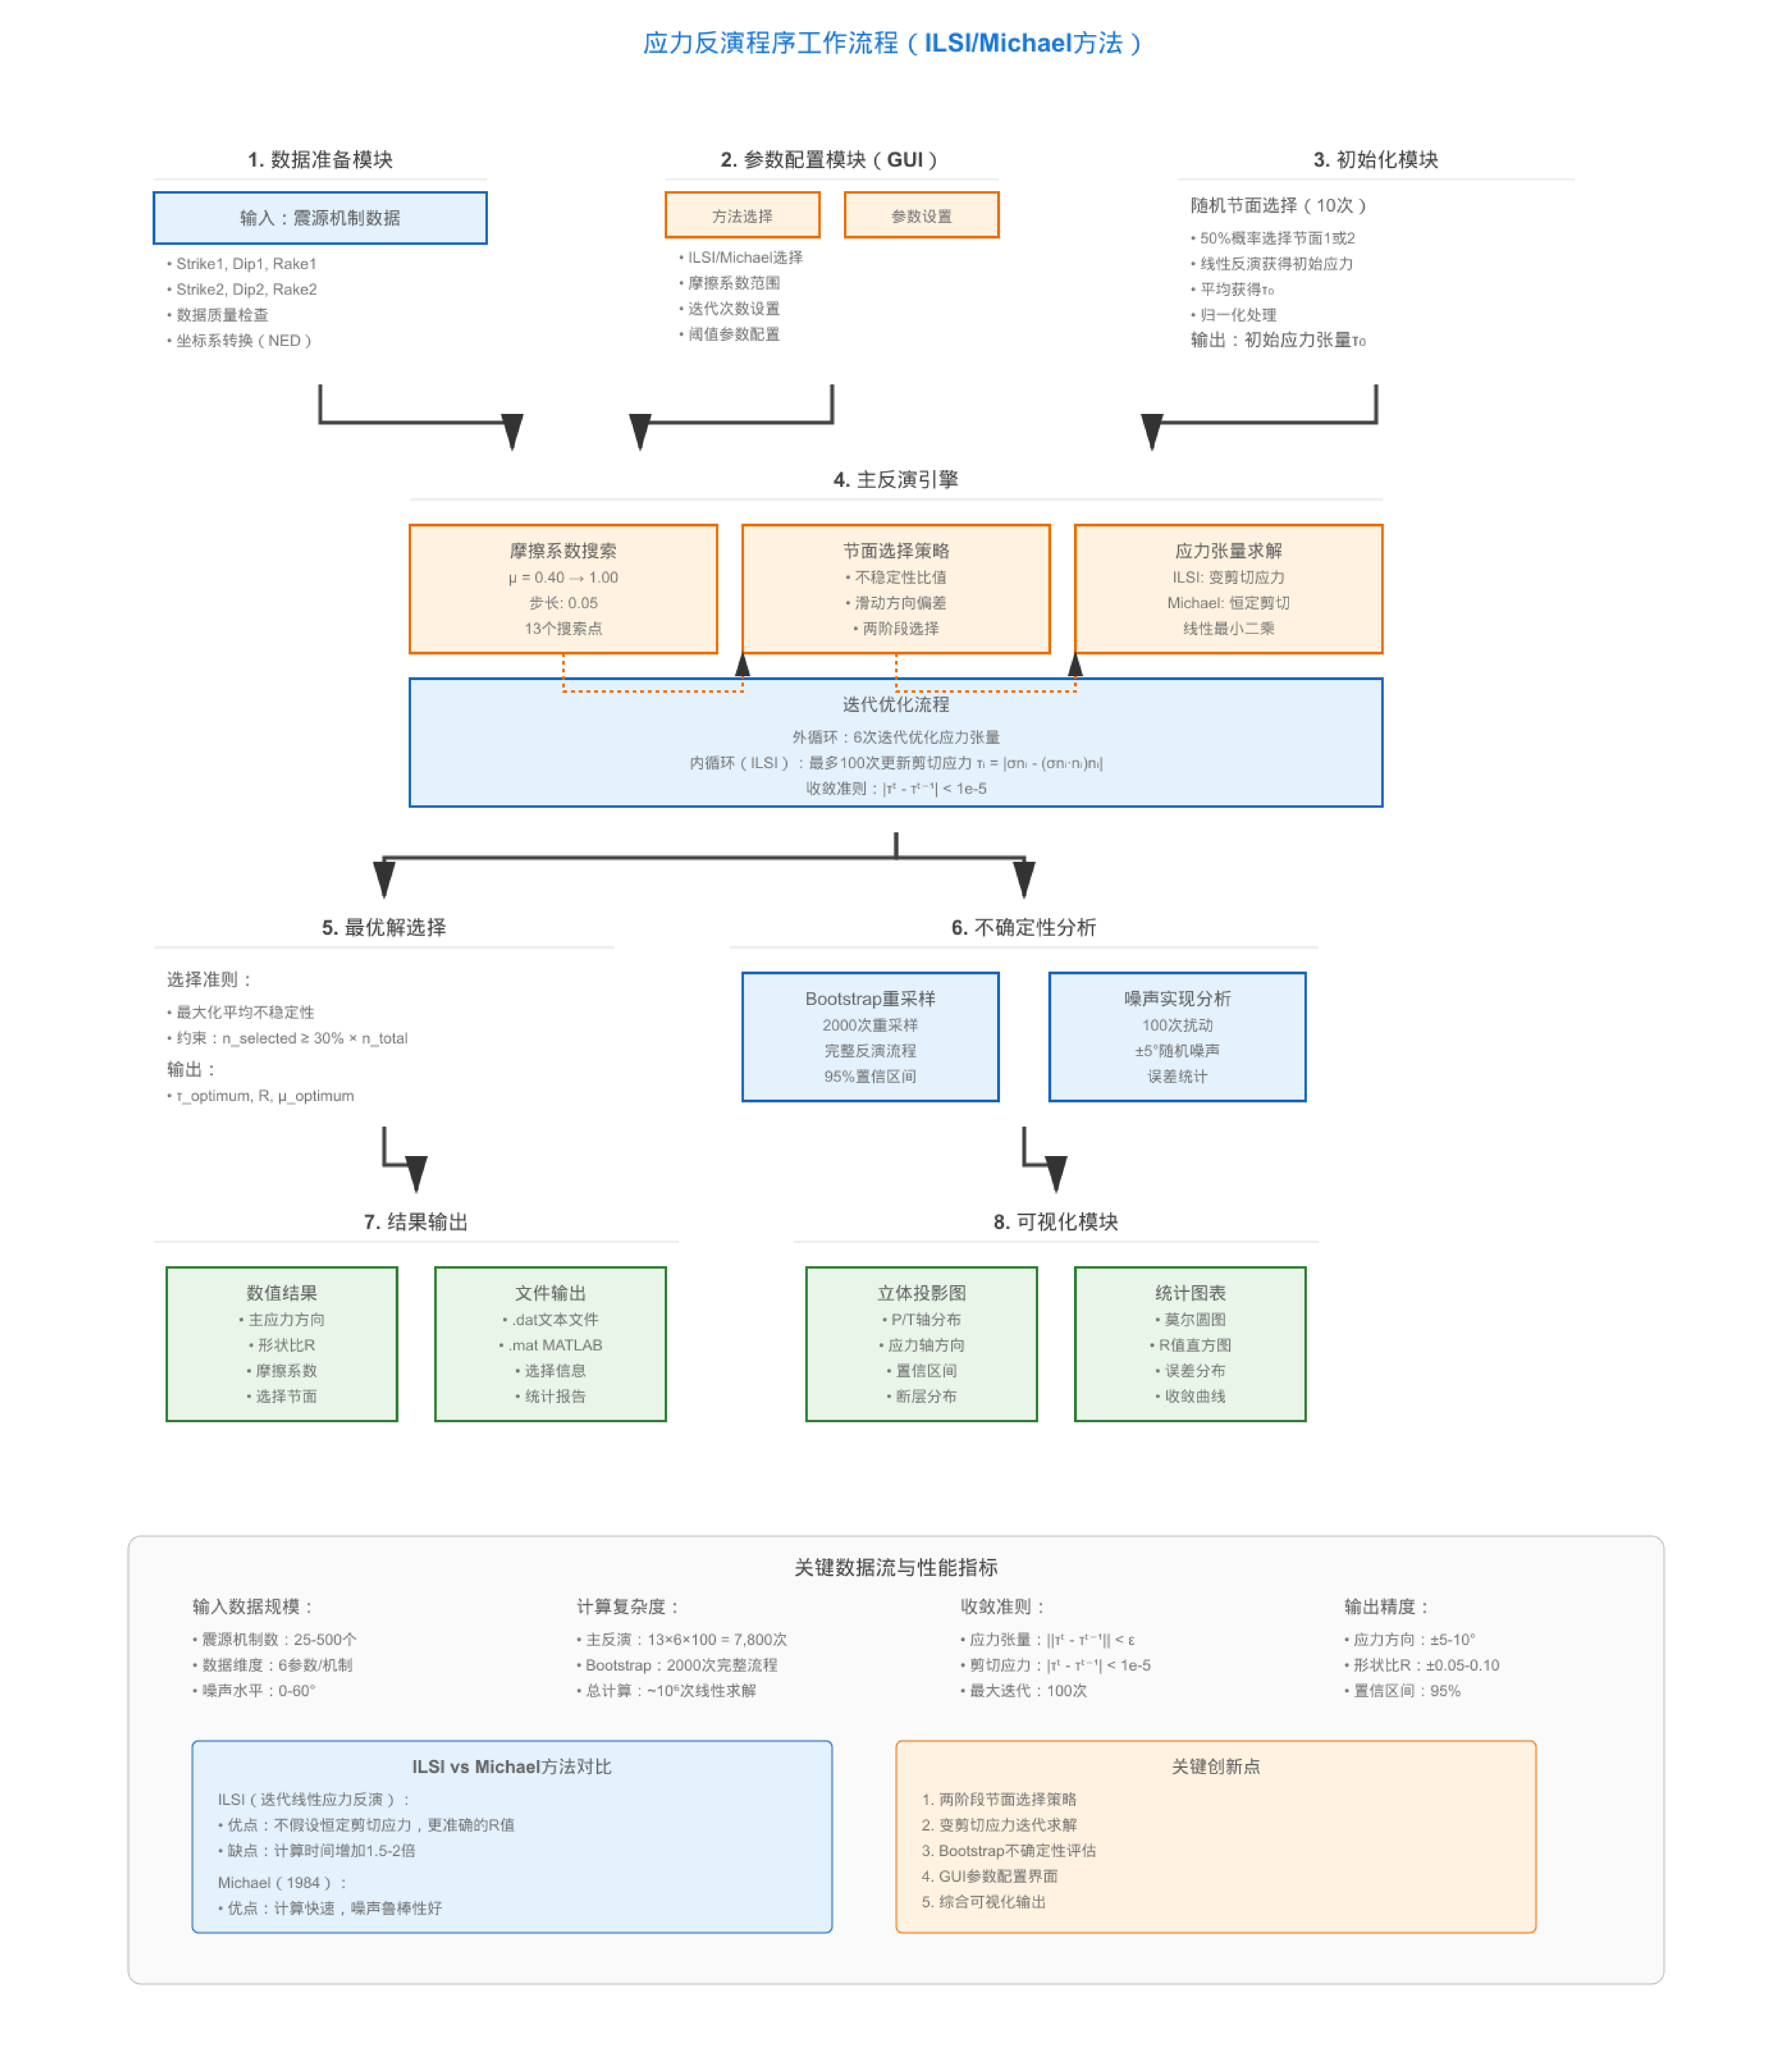 应力反演程序工作流程（ILSI/Michael方法）
1. 数据准备模块
输入：震源机制数据
• Strike1, Dip1, Rake1
• Strike2, Dip2, Rake2
• 数据质量检查
• 坐标系转换（NED）
2. 参数配置模块（GUI）
方法选择
参数设置
• ILSI/Michael选择
• 摩擦系数范围
• 迭代次数设置
• 阈值参数配置
3. 初始化模块
随机节面选择（10次）
• 50%概率选择节面1或2
• 线性反演获得初始应力
• 平均获得τ₀
• 归一化处理
输出：初始应力张量τ₀
4. 主反演引擎
摩擦系数搜索
μ = 0.40 → 1.00
步长: 0.05
13个搜索点
节面选择策略
• 不稳定性比值
• 滑动方向偏差
• 两阶段选择
应力张量求解
ILSI: 变剪切应力
Michael: 恒定剪切
线性最小二乘
迭代优化流程
外循环：6次迭代优化应力张量
内循环（ILSI）：最多100次更新剪切应力 τᵢ = |σnᵢ - (σnᵢ·nᵢ)nᵢ|
收敛准则：|τᵗ - τᵗ⁻¹| < 1e-5
5. 最优解选择
选择准则：
• 最大化平均不稳定性
• 约束：n_selected ≥ 30% × n_total
输出：
• τ_optimum, R, μ_optimum
6. 不确定性分析
Bootstrap重采样
2000次重采样
完整反演流程
95%置信区间
噪声实现分析
100次扰动
±5°随机噪声
误差统计
7. 结果输出
数值结果
• 主应力方向
• 形状比R
• 摩擦系数
• 选择节面
文件输出
• .dat文本文件
• .mat MATLAB
• 选择信息
• 统计报告
8. 可视化模块
立体投影图
• P/T轴分布
• 应力轴方向
• 置信区间
• 断层分布
统计图表
• 莫尔圆图
• R值直方图
• 误差分布
• 收敛曲线
关键数据流与性能指标
输入数据规模：
• 震源机制数：25-500个
• 数据维度：6参数/机制
• 噪声水平：0-60°
计算复杂度：
• 主反演：13×6×100 = 7,800次
• Bootstrap：2000次完整流程
• 总计算：~10⁶次线性求解
收敛准则：
• 应力张量：||τᵗ - τᵗ⁻¹|| < ε
• 剪切应力：|τᵗ - τᵗ⁻¹| < 1e-5
• 最大迭代：100次
输出精度：
• 应力方向：±5-10°
• 形状比R：±0.05-0.10
• 置信区间：95%
ILSI vs Michael方法对比
ILSI（迭代线性应力反演）：
• 优点：不假设恒定剪切应力，更准确的R值
• 缺点：计算时间增加1.5-2倍
Michael（1984）：
• 优点：计算快速，噪声鲁棒性好
关键创新点
1. 两阶段节面选择策略
2. 变剪切应力迭代求解
3. Bootstrap不确定性评估
4. GUI参数配置界面
5. 综合可视化输出